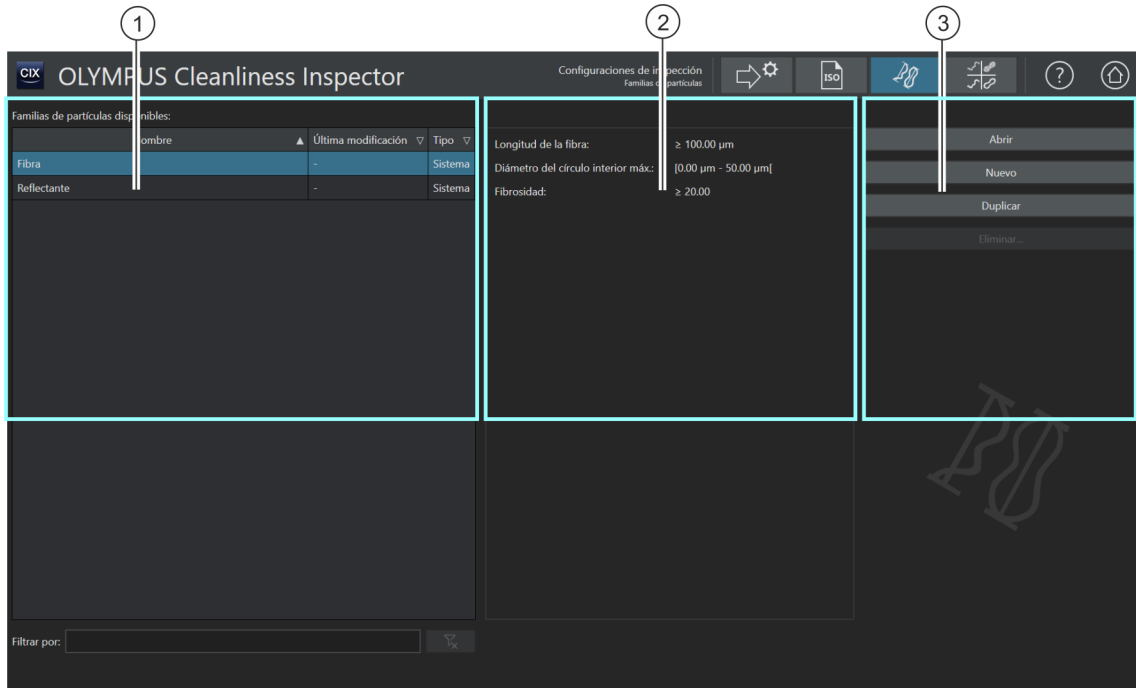 1
2
3
CIX OLYMPUS Cleanliness Inspector
Configuraciones de inspección
Familias de partículas
ISO
?
Familias de partículas disponibles:
Nombre Última modificación Tipo
Fibra - Sistema
Reflectante - Sistema
Longitud de la fibra: ≥ 100.00 μm
Diámetro del círculo interior máx.: [0.00 μm - 50.00 μm[
Fibrosidad: ≥ 20.00
Abrir
Nuevo
Duplicar
Eliminar...
Filtrar por: